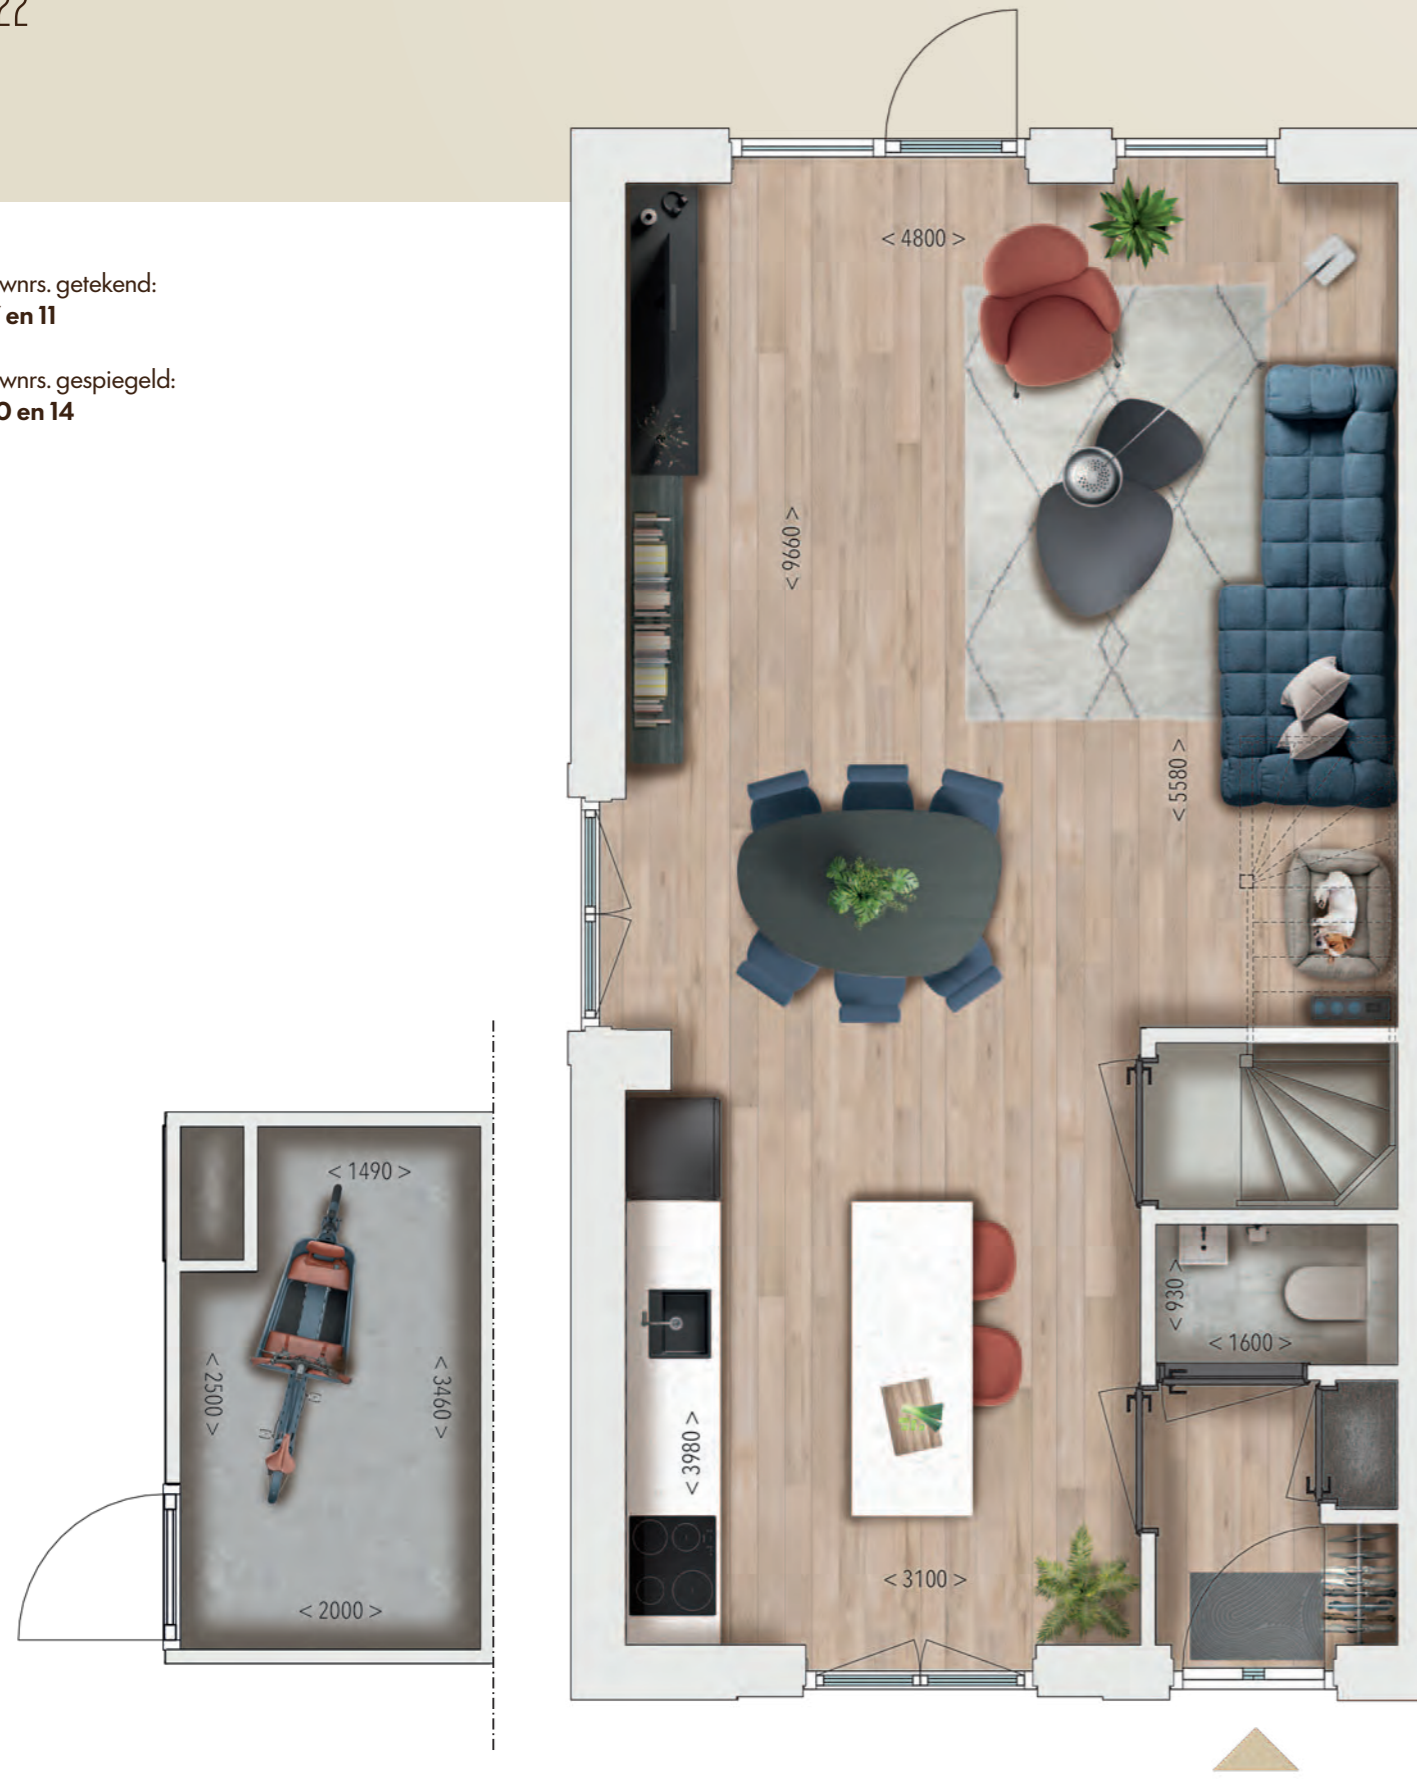 22
wnrs. getekend:
en 11
wnrs. gespiegeld:
0 en 14
< 4800 >
< 9660 >
< 5580 >
< 1490 >
< 2500 >
< 3460 >
< 2000 >
< 930 >
< 1600 >
< 3980 >
< 3100 >